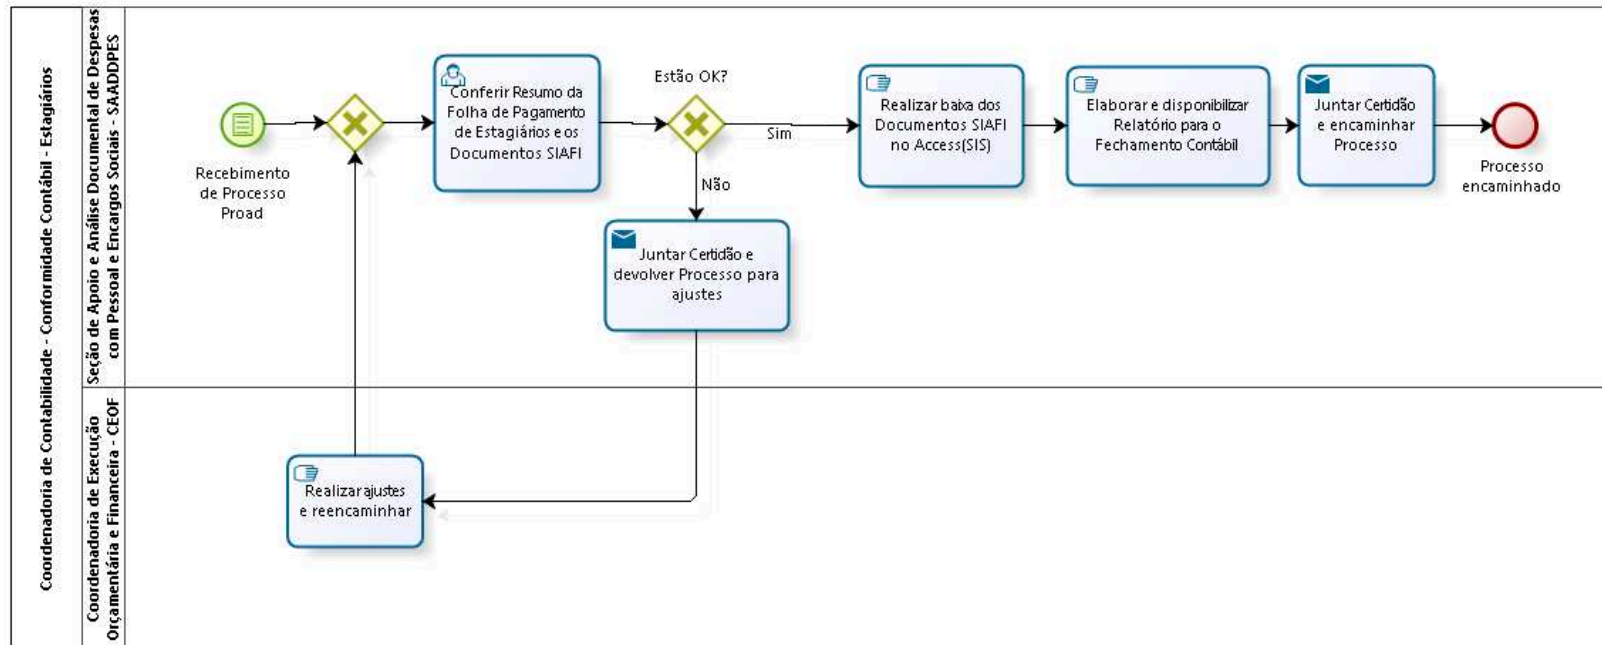 Coordenadoria de Contabilidade - Conformidade Contábil - Estagiários
Seção de Apoio e Análise Documental de Despesas
com Pessoal e Encargos Sociais - SAADDPES
Recebimento
de Processo
Proad
Conferir Resumo da
Folha de Pagamento
de Estagiários e os
Documentos SIAFI
Estão OK?
Sim
Não
Realizar baixa dos
Documentos SIAFI
no Access(SIS)
Elaborar e disponibilizar
Relatório para o
Fechamento Contábil
Juntar Certidão
e encaminhar
Processo
Processo
encaminhado
Juntar Certidão e
devolver Processo para
ajustes
Coordenadoria de Execução
Orçamentária e Financeira - CEOF
Realizar ajustes
e reencaminhar